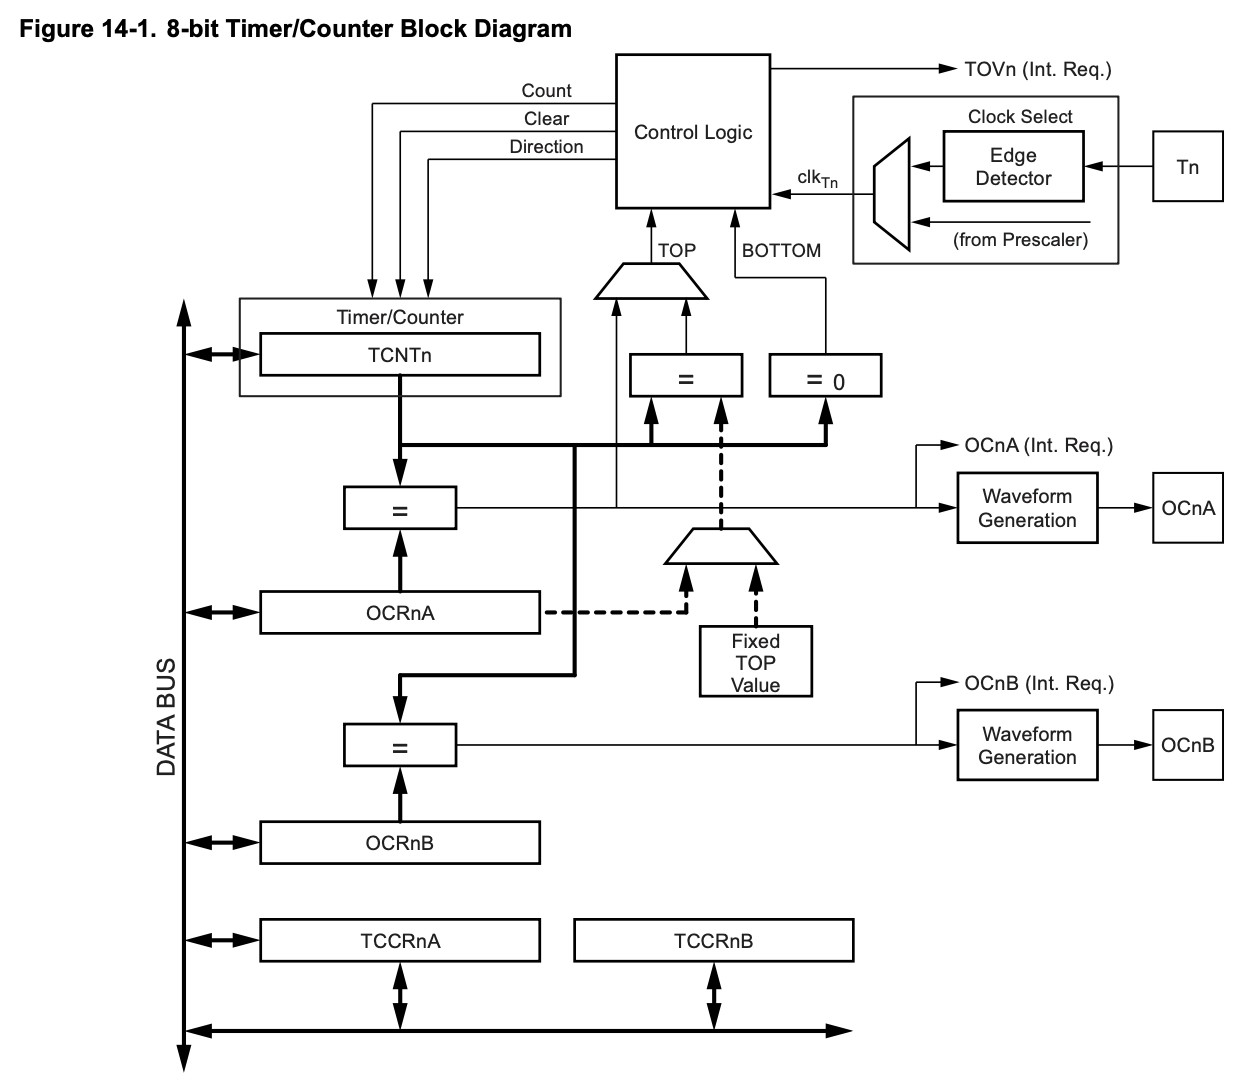 Figure 14-1. 8-bit Timer/Counter Block Diagram
TOVn (Int. Req.)
Count
Clear
Direction
Control Logic
Clock Select
Edge
Detector
Tn
clkTn
(from Prescaler)
TOP
BOTTOM
Timer/Counter
TCNTn
=
= 0
OCnA (Int. Req.)
=
Waveform
Generation
OCnA
OCRnA
Fixed
TOP
Value
DATA BUS
OCnB (Int. Req.)
=
Waveform
Generation
OCnB
OCRnB
TCCRnA
TCCRnB